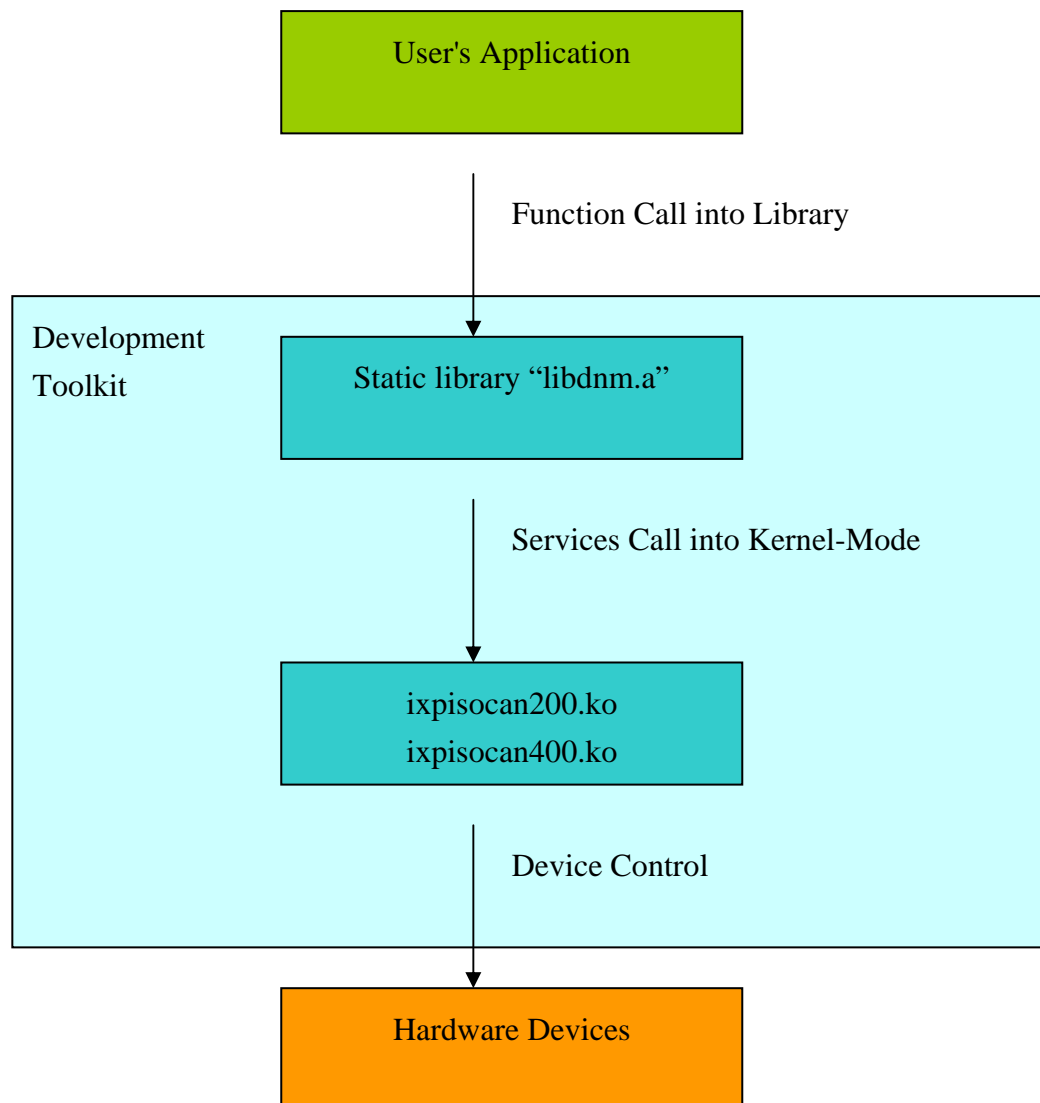 User's Application
Function Call into Library
Development
Toolkit
Static library “libdnm.a”
Services Call into Kernel-Mode
ixpisocan200.ko
ixpisocan400.ko
Device Control
Hardware Devices